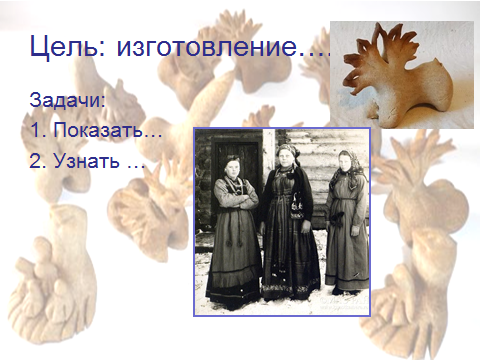 Цель: изготовление….
Задачи:
1. Показать…
2. Узнать …